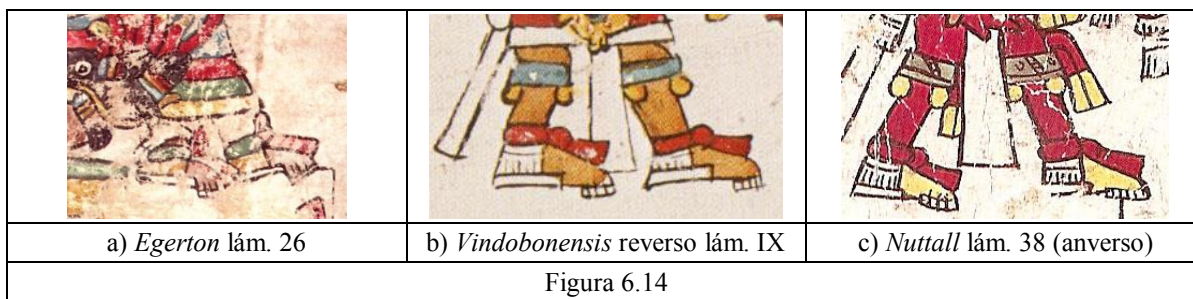 a) Egerton lám. 26
b) Vindobonensis reverso lám. IX
c) Nuttall lám. 38 (anverso)
Figura 6.14